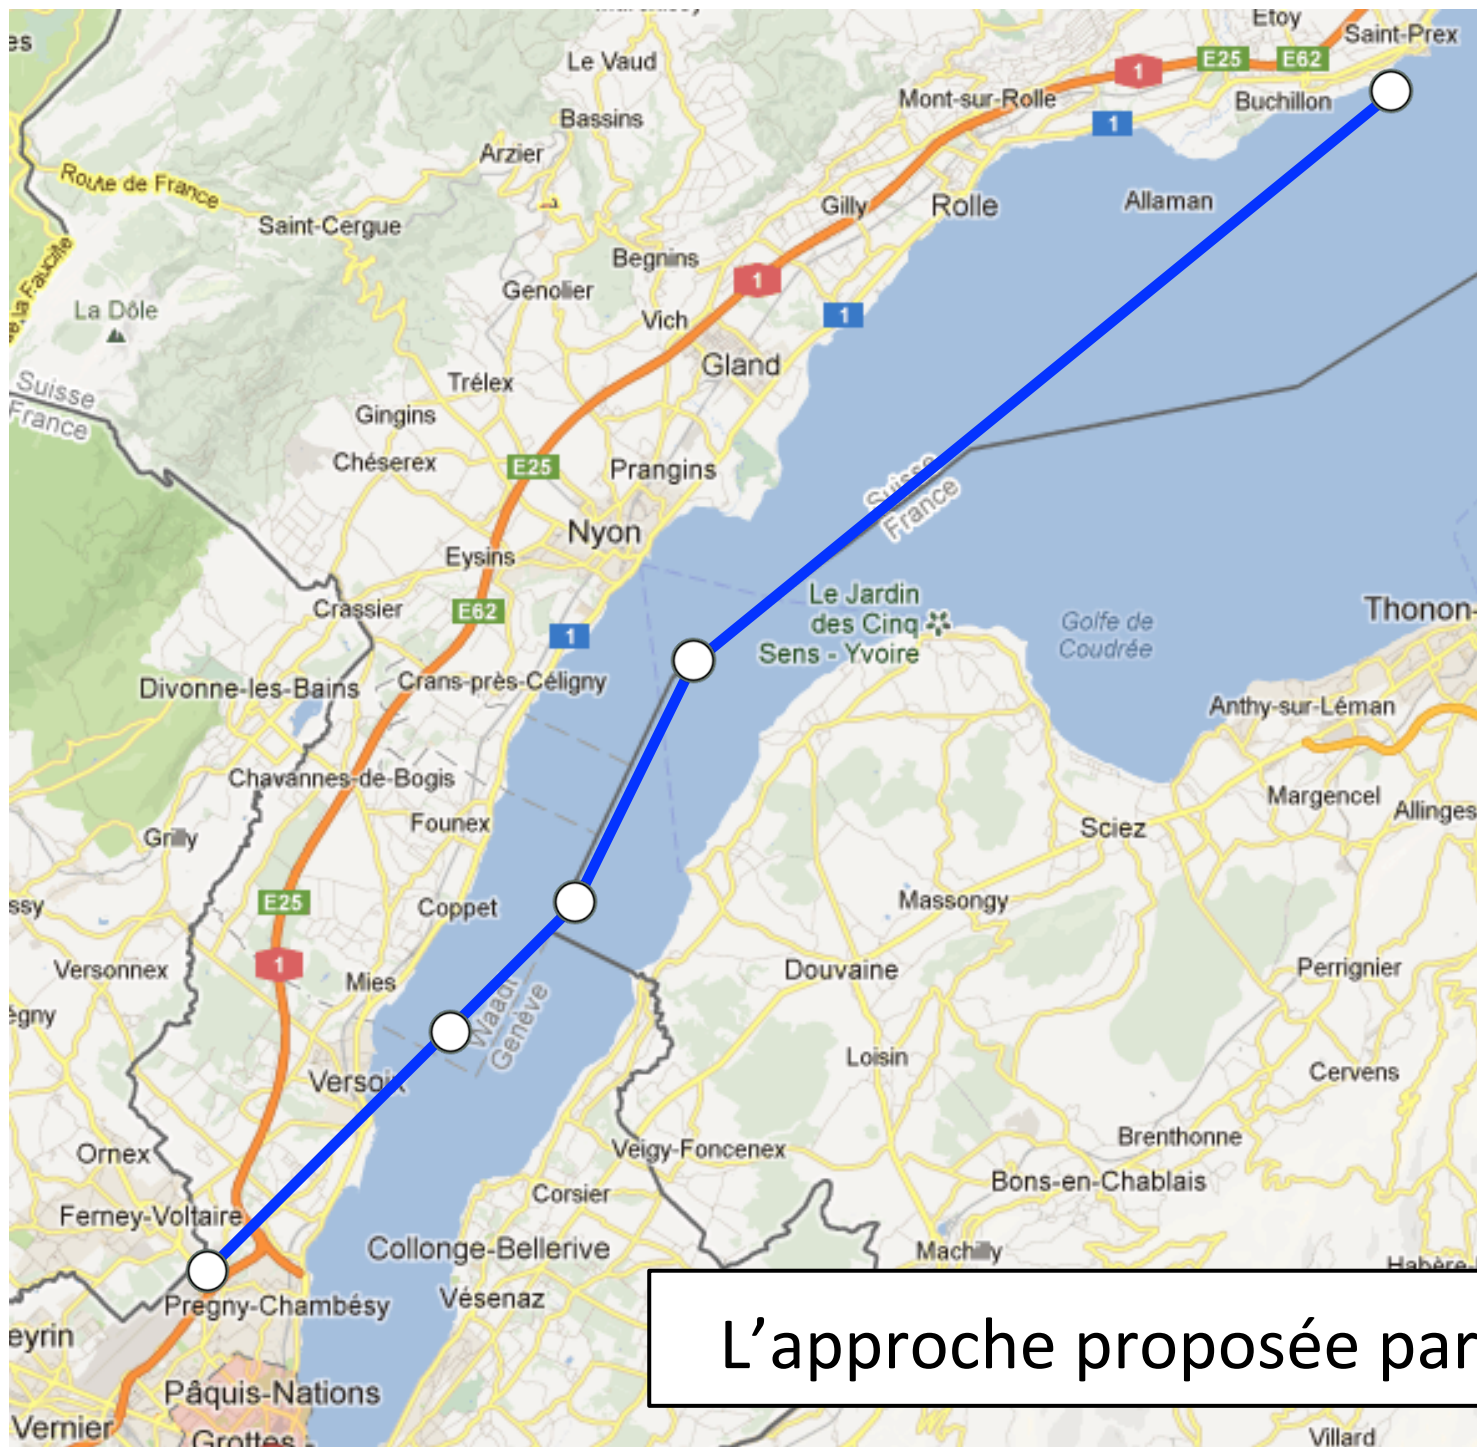 Etoy
Saint-Prex
Le Vaud
E25
E62
1
Mont-sur-Rolle
Buchillon
1
Bassins
Arzier
Route de France
Saint-Cergue
Gilly
Rolle
Allaman
Begnins
Genolier
1
La Dôle
Vich
1
Gland
Suisse
France
Trélex
Gingins
Chéserex
E25
Prangins
Suisse
France
Nyon
Eysins
Crassier
E62
1
Le Jardin
des Cinq
Sens - Yvoire
Golfe de
Coudrée
Thonon-
Divonne-les-Bains
Crans-près-Céligny
Anthy-sur-Léman
Chavannes-de-Bogis
Margencel
Allinges
Founex
Grilly
Sciez
E25
Coppet
Massongy
ssy
1
Versonnex
Mies
Douvaine
Perrignier
égny
Waadt
Genève
Loisin
Versoix
Cervens
Ornex
Veigy-Foncenex
Brenthonne
Bons-en-Chablais
Corsier
Ferney-Voltaire
Collonge-Bellerive
Machilly
Pregny-Chambésy
Vésenaz
eyrin
L’approche proposée par
Pâquis-Nations
Vernier
Grottes -
Villard